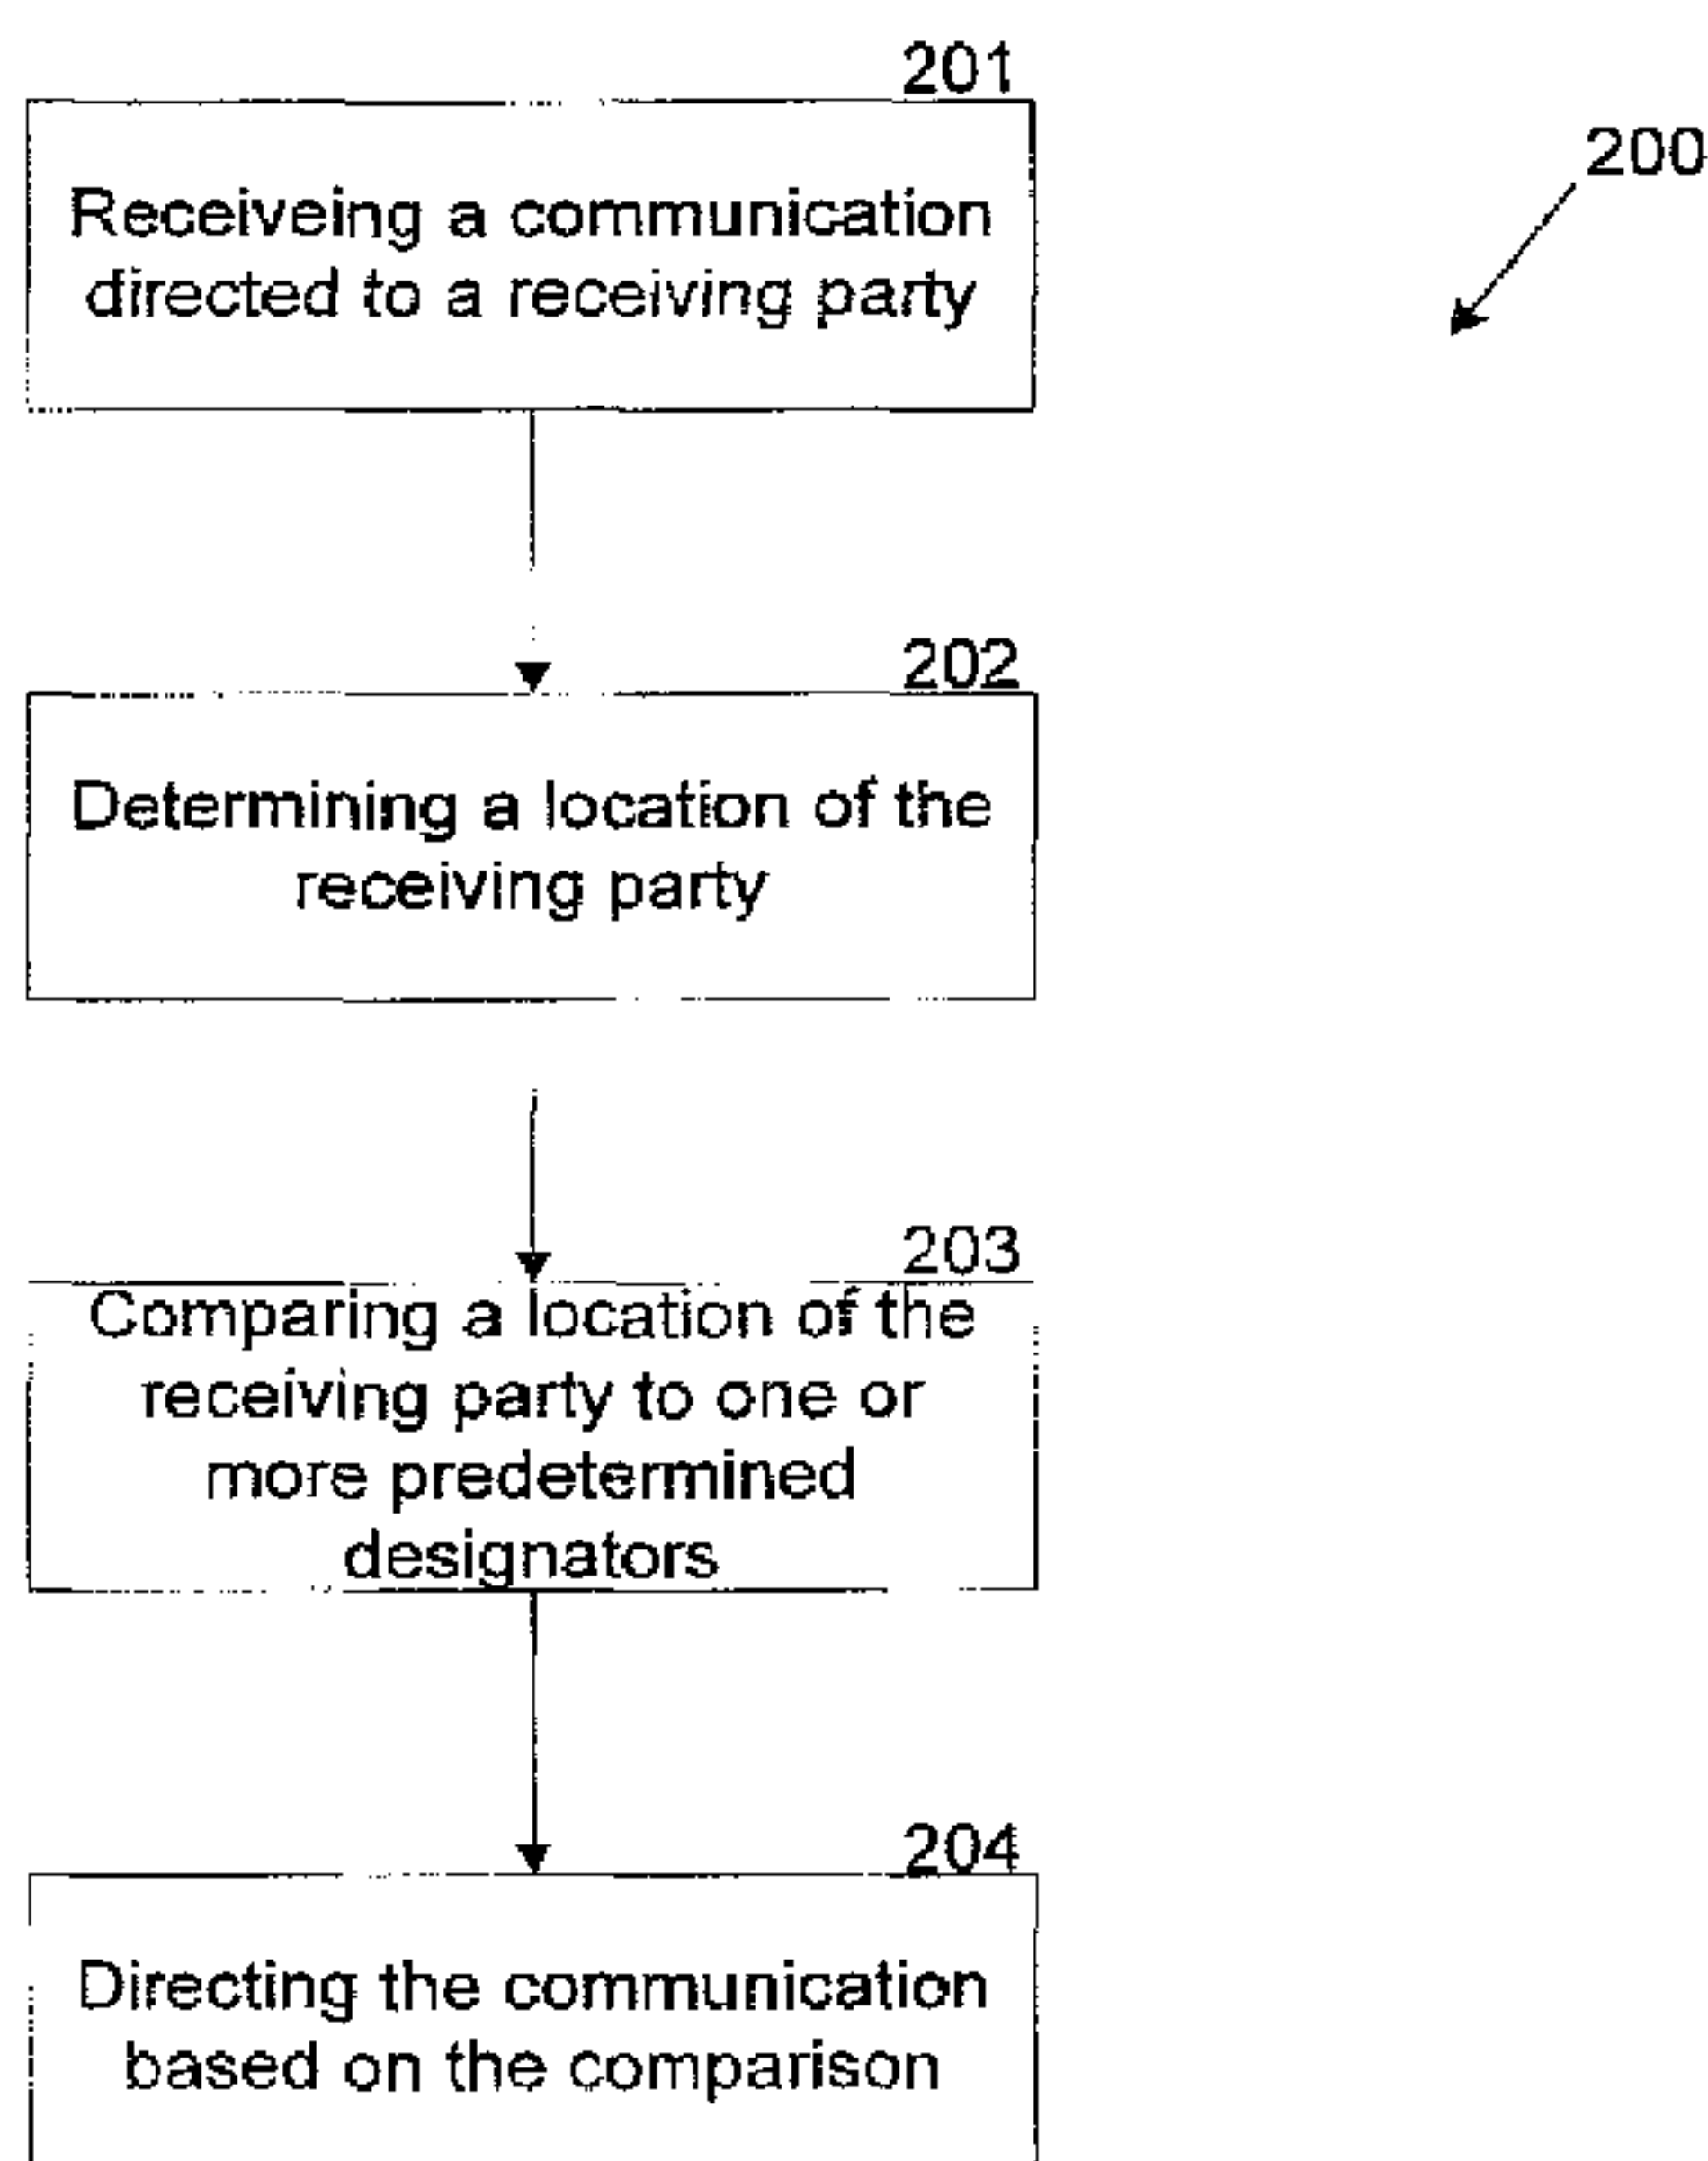 201
200
Receiveing a communication
directed to a receiving party
202
Determining a location of the
receiving party
203
Comparing a location of the
receiving party to one or
more predetermined
designators
204
Directing the communication
based on the comparison